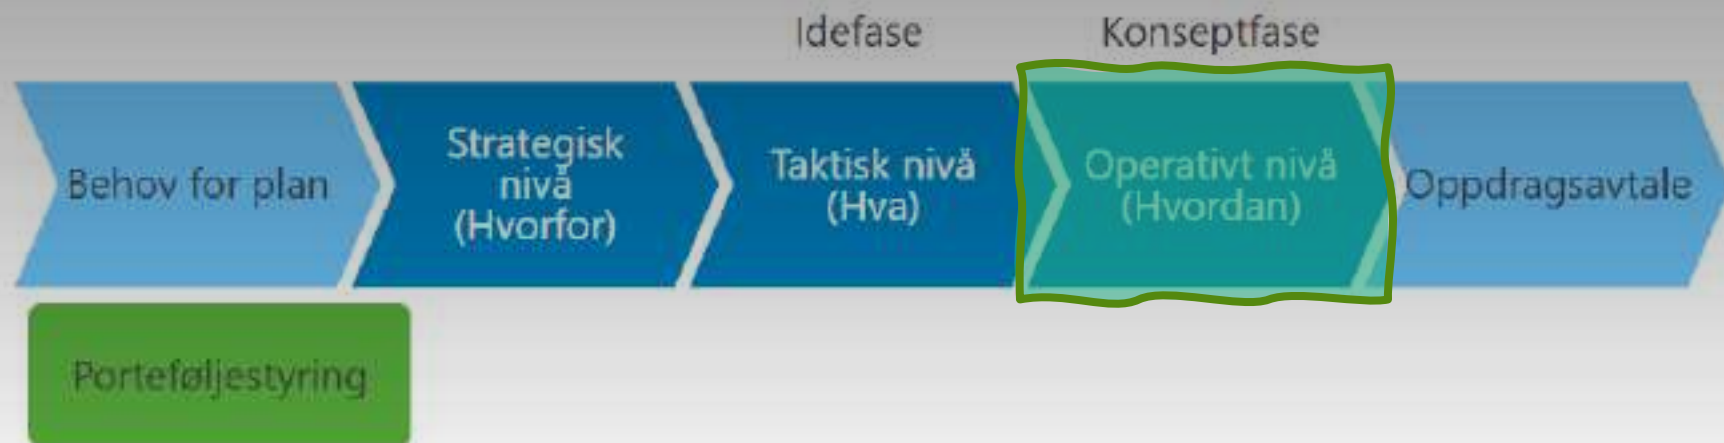 Idefase
Konseptfase
Behov for plan
Strategisk
nivå
(Hvorfor)
Taktisk nivå
(Hva)
Operativt nivå
(Hvordan)
Oppdragsavtale
Porteføljestyring